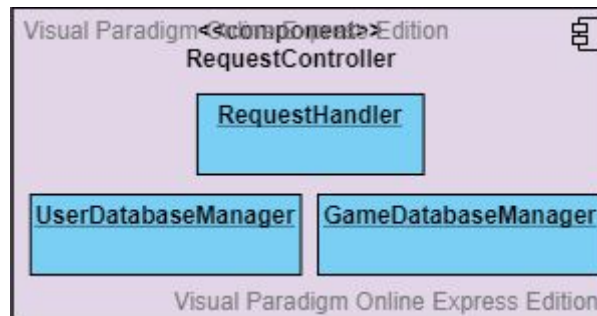 Visual Paradigm Online Express Edition
<<component>>
RequestController
RequestHandler
UserDatabaseManager
GameDatabaseManager
Visual Paradigm Online Express Edition